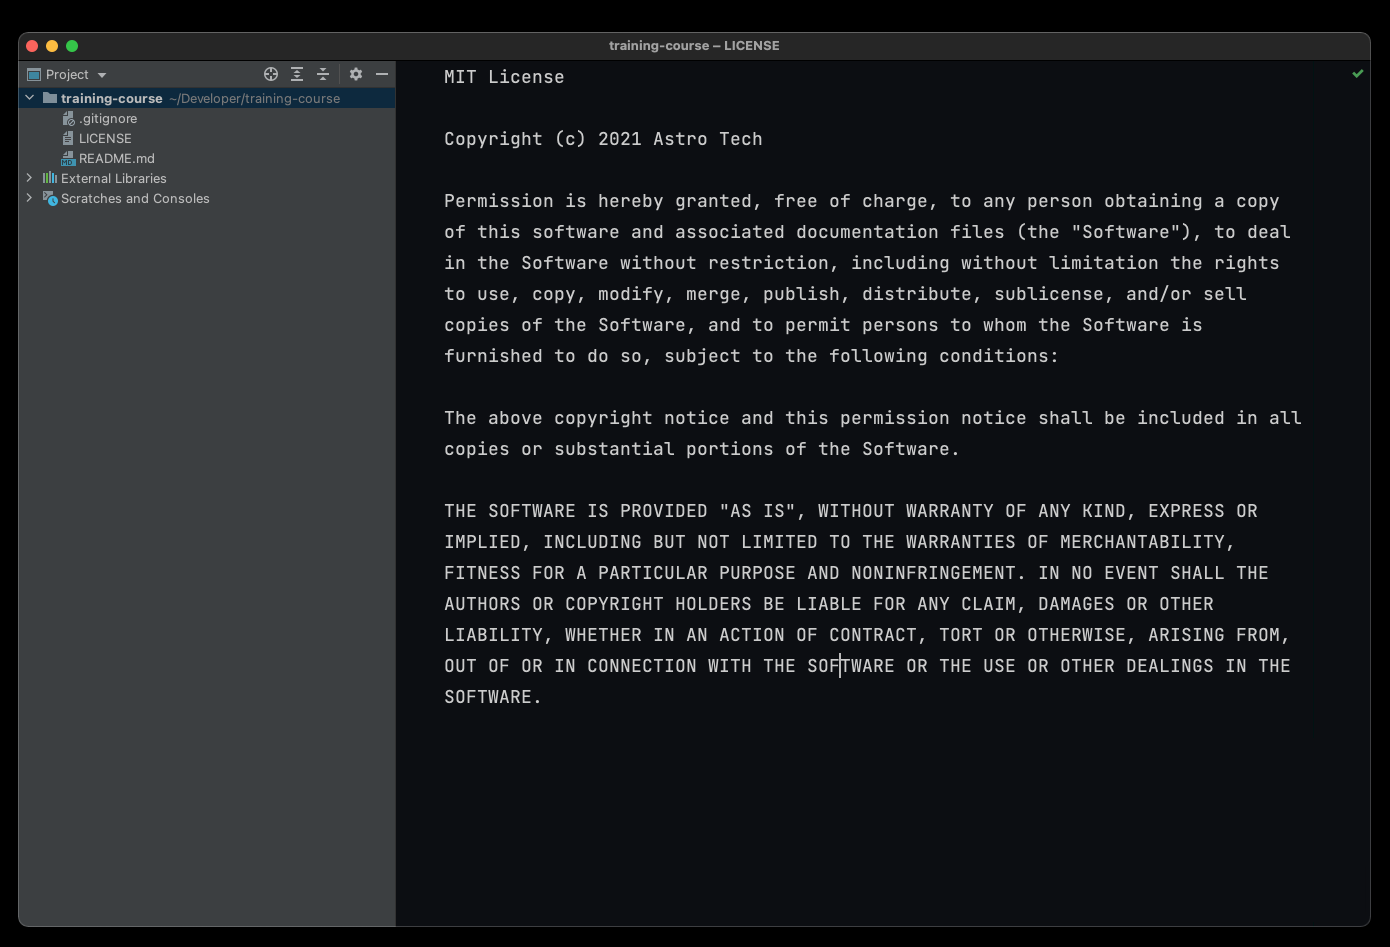 training-course – LICENSE
Project
training-course ~/Developer/training-course
.gitignore
LICENSE
README.md
External Libraries
Scratches and Consoles
MIT License
Copyright (c) 2021 Astro Tech
Permission is hereby granted, free of charge, to any person obtaining a copy
of this software and associated documentation files (the "Software"), to deal
in the Software without restriction, including without limitation the rights
to use, copy, modify, merge, publish, distribute, sublicense, and/or sell
copies of the Software, and to permit persons to whom the Software is
furnished to do so, subject to the following conditions:
The above copyright notice and this permission notice shall be included in all
copies or substantial portions of the Software.
THE SOFTWARE IS PROVIDED "AS IS", WITHOUT WARRANTY OF ANY KIND, EXPRESS OR
IMPLIED, INCLUDING BUT NOT LIMITED TO THE WARRANTIES OF MERCHANTABILITY,
FITNESS FOR A PARTICULAR PURPOSE AND NONINFRINGEMENT. IN NO EVENT SHALL THE
AUTHORS OR COPYRIGHT HOLDERS BE LIABLE FOR ANY CLAIM, DAMAGES OR OTHER
LIABILITY, WHETHER IN AN ACTION OF CONTRACT, TORT OR OTHERWISE, ARISING FROM,
OUT OF OR IN CONNECTION WITH THE SOFTWARE OR THE USE OR OTHER DEALINGS IN THE
SOFTWARE.